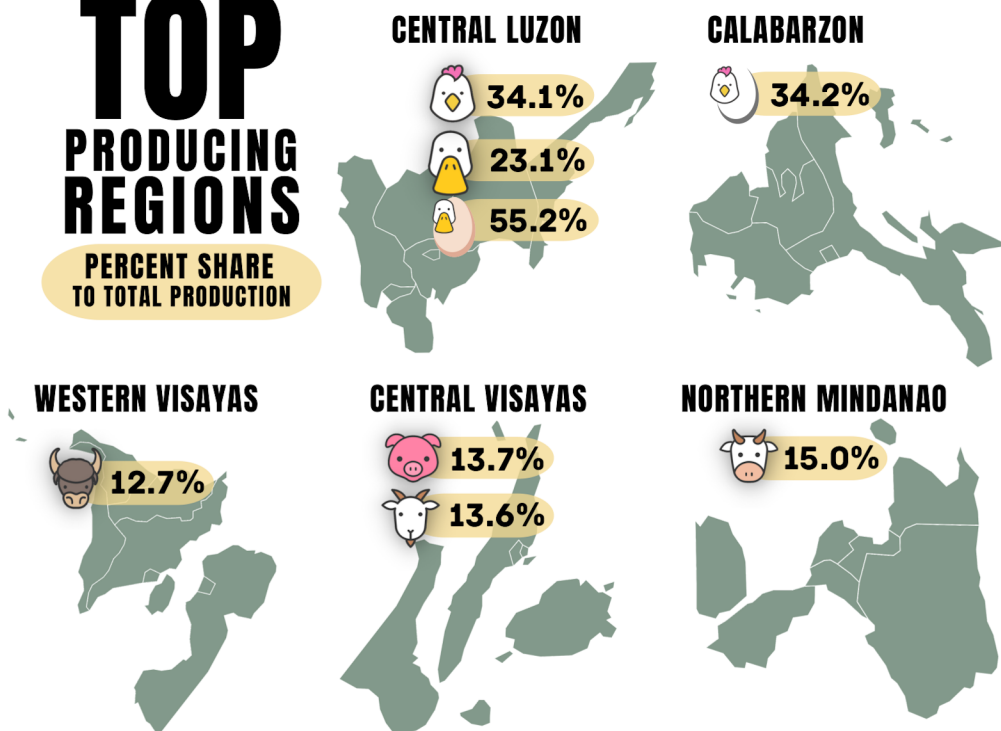 TOP
PRODUCING
REGIONS
PERCENT SHARE
TO TOTAL PRODUCTION
CENTRAL LUZON
34.1%
23.1%
55.2%
CALABARZON
34.2%
WESTERN VISAYAS
12.7%
CENTRAL VISAYAS
13.7%
13.6%
NORTHERN MINDANAO
15.0%